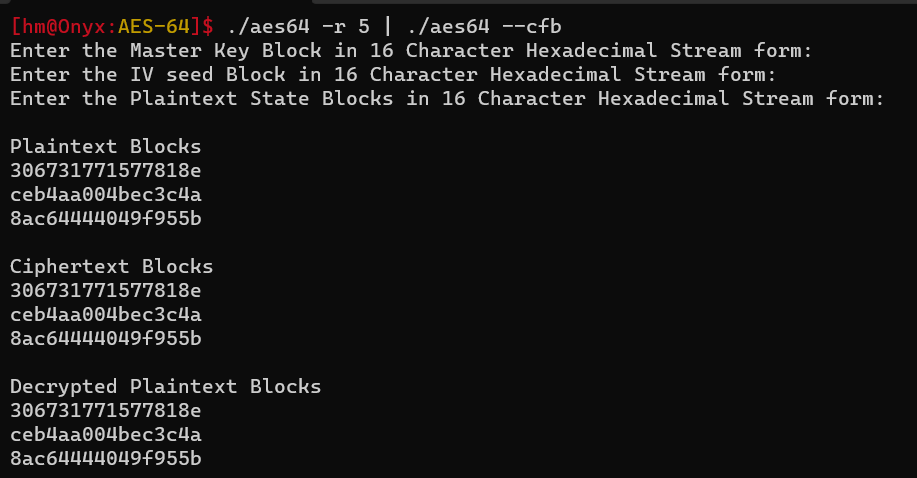 [hm@Onyx:AES-64]$ ./aes64 -r 5 | ./aes64 --cfb
Enter the Master Key Block in 16 Character Hexadecimal Stream form:
Enter the IV seed Block in 16 Character Hexadecimal Stream form:
Enter the Plaintext State Blocks in 16 Character Hexadecimal Stream form:
Plaintext Blocks
306731771577818e
ceb4aa004bec3c4a
8ac64444049f955b
Ciphertext Blocks
306731771577818e
ceb4aa004bec3c4a
8ac64444049f955b
Decrypted Plaintext Blocks
306731771577818e
ceb4aa004bec3c4a
8ac64444049f955b